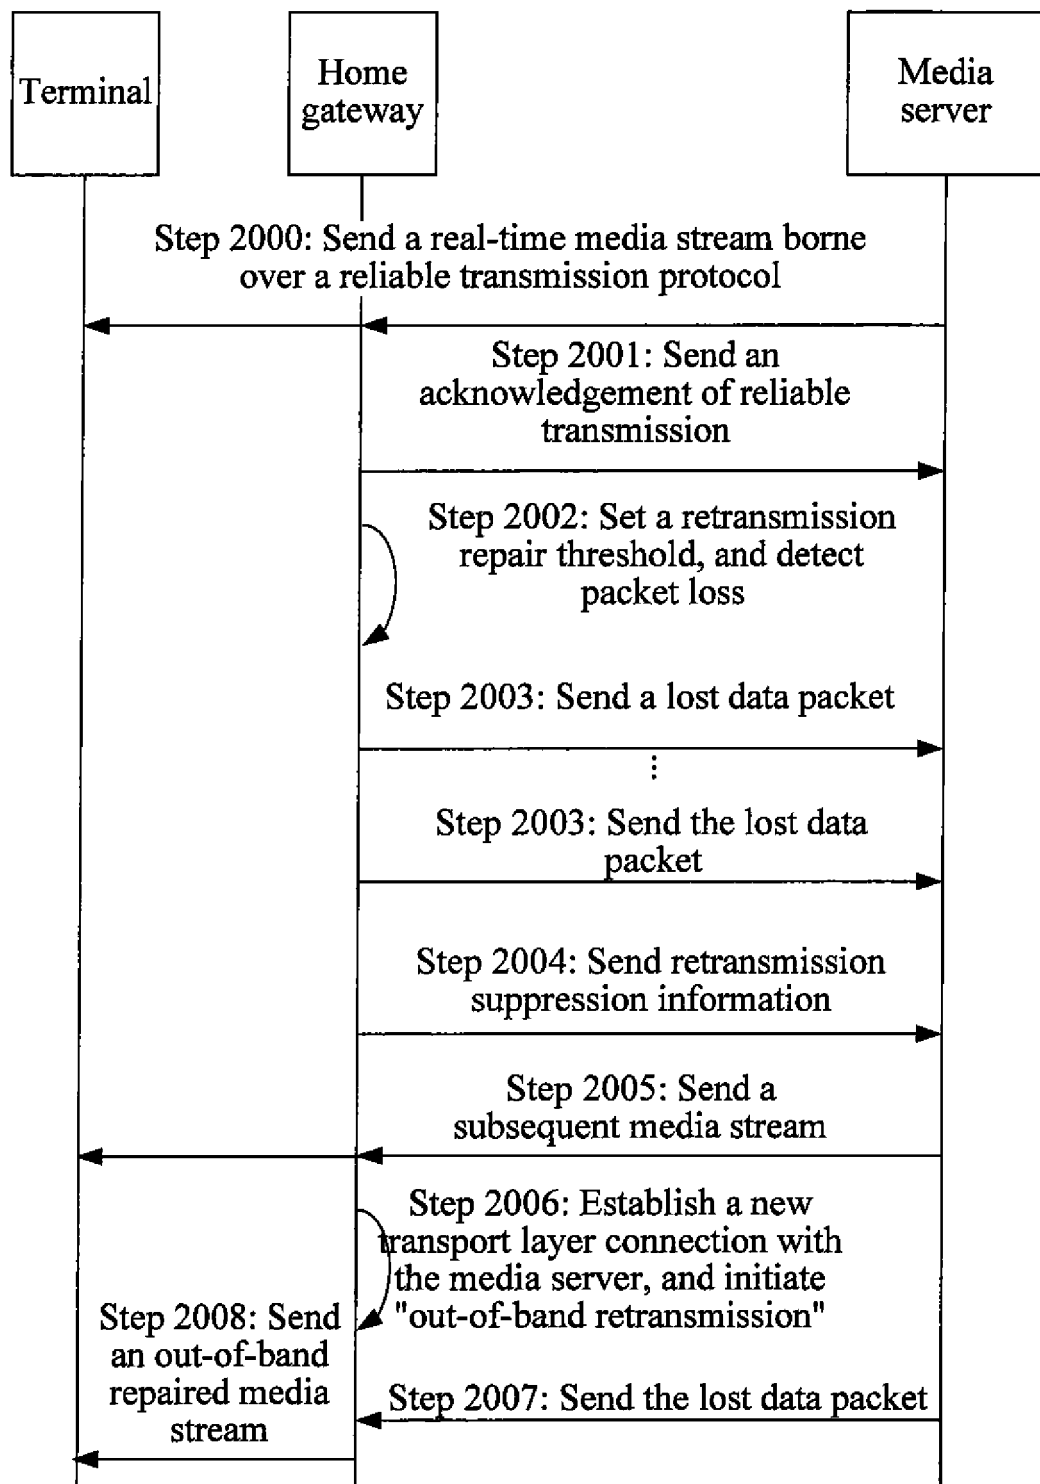 Terminal
Home
gateway
Media
server
Step 2000: Send a real-time media stream borne
over a reliable transmission protocol
Step 2001: Send an
acknowledgement of reliable
transmission
Step 2002: Set a retransmission
repair threshold, and detect
packet loss
Step 2003: Send a lost data packet
⋮
Step 2003: Send the lost data
packet
Step 2004: Send retransmission
suppression information
Step 2005: Send a
subsequent media stream
Step 2006: Establish a new
transport layer connection with
the media server, and initiate
"out-of-band retransmission"
Step 2008: Send
an out-of-band
repaired media
stream
Step 2007: Send the lost data packet